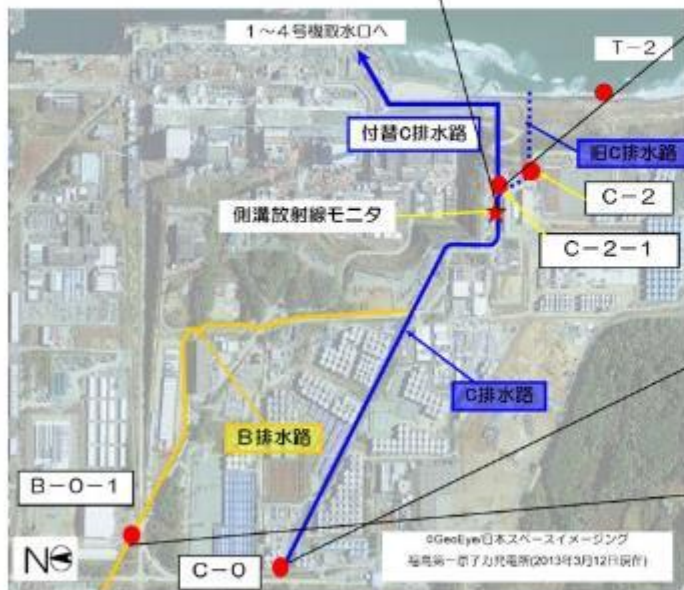 1～4号機取水口へ
T-2
付替C排水路
旧C排水路
C-2
側溝放射線モニタ
C-2-1
C排水路
B排水路
B-0-1
©GeoEye/日本スペースイメージング
福島第一原子力発電所(2013年3月12日現在)
N
C-0